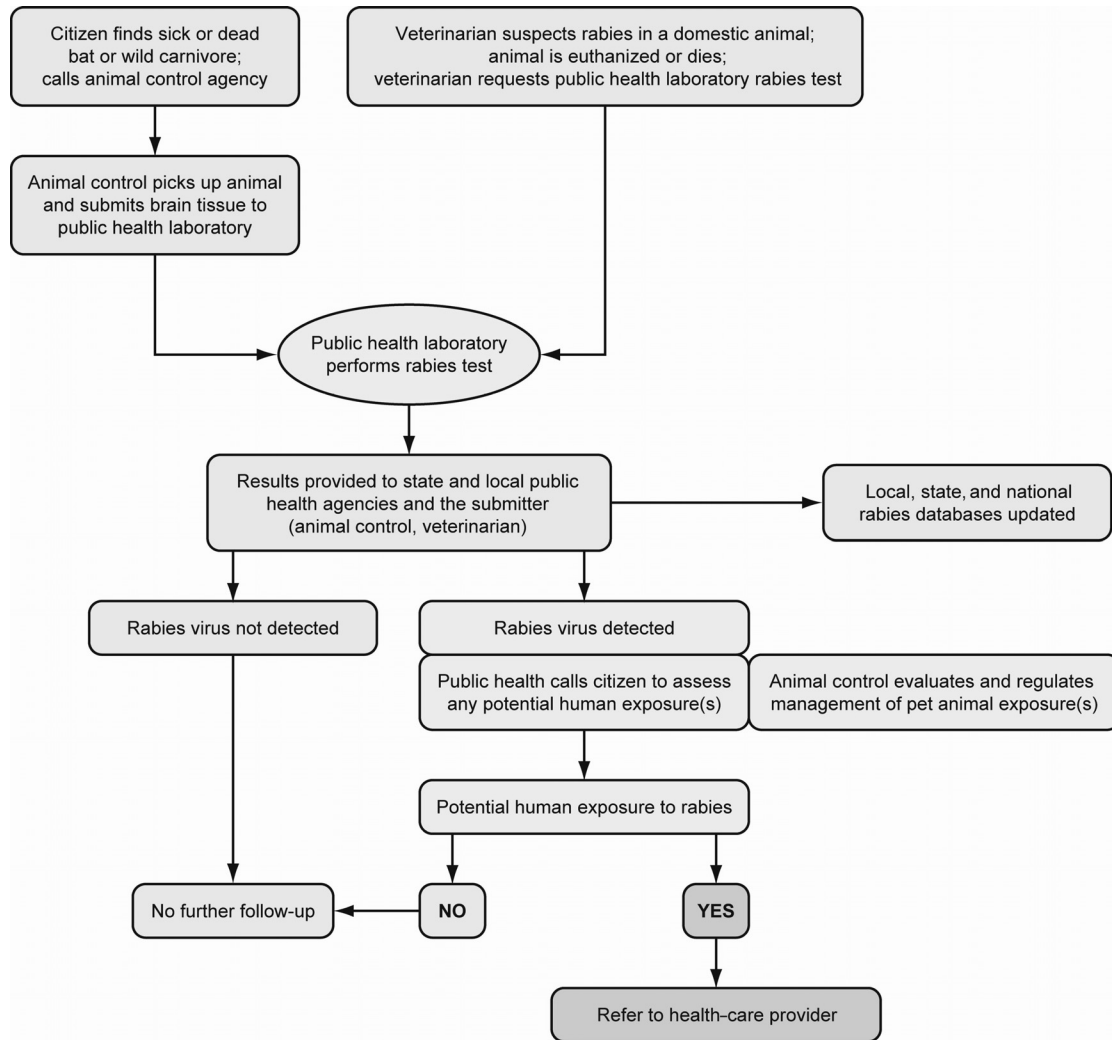 Citizen finds sick or dead
bat or wild carnivore;
calls animal control agency
Veterinarian suspects rabies in a domestic animal;
animal is euthanized or dies;
veterinarian requests public health laboratory rabies test
Animal control picks up animal
and submits brain tissue to
public health laboratory
Public health laboratory
performs rabies test
Results provided to state and local public
health agencies and the submitter
(animal control, veterinarian)
Local, state, and national
rabies databases updated
Rabies virus not detected
Rabies virus detected
Public health calls citizen to assess
any potential human exposure(s)
Animal control evaluates and regulates
management of pet animal exposure(s)
Potential human exposure to rabies
No further follow-up
NO
YES
Refer to health-care provider